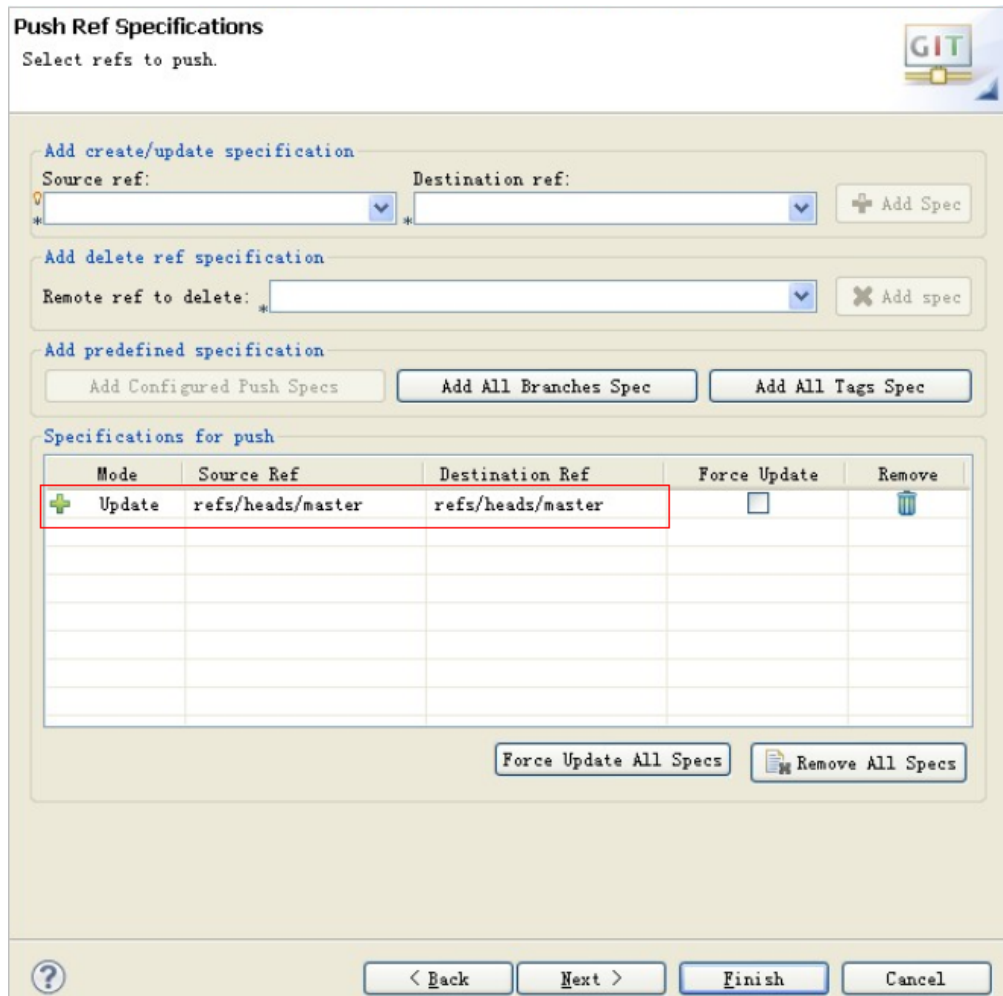 Push Ref Specifications
Select refs to push.
GIT
Add create/update specification
Source ref: Destination ref:
* * Add Spec
Add delete ref specification
Remote ref to delete: * Add spec
Add predefined specification
Add Configured Push Specs Add All Branches Spec Add All Tags Spec
Specifications for push
Mode Source Ref Destination Ref Force Update Remove
Update refs/heads/master refs/heads/master
Force Update All Specs Remove All Specs
? < Back Next > Finish Cancel